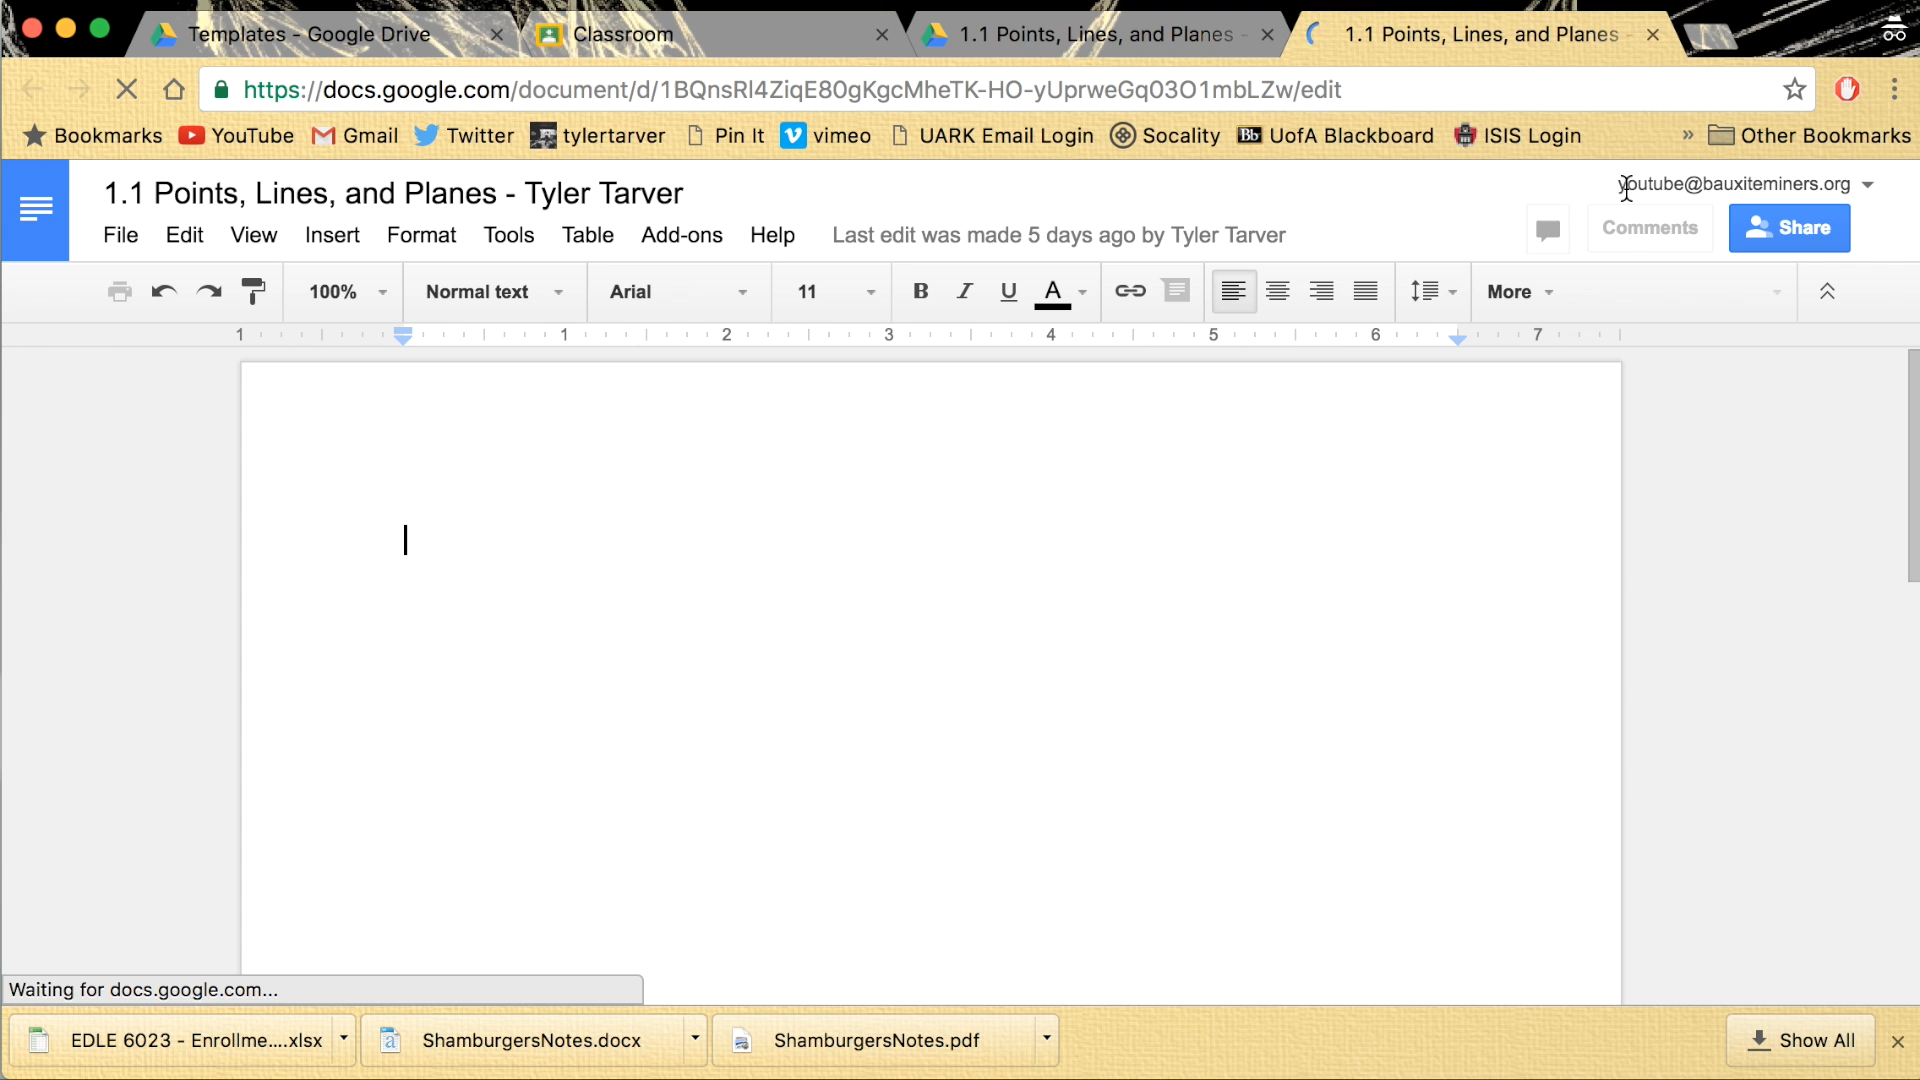 Templates - Google Drive
Classroom
1.1 Points, Lines, and Planes -
1.1 Points, Lines, and Planes -
https://docs.google.com/document/d/1BQnsRl4ZiqE80gKgcMheTK-HO-yUprweGq03O1mbLZw/edit
Bookmarks YouTube Gmail Twitter tylertarver Pin It vimeo UARK Email Login Sociality UofA Blackboard ISIS Login » Other Bookmarks
1.1 Points, Lines, and Planes - Tyler Tarver
youtube@bauxiteminers.org
File Edit View Insert Format Tools Table Add-ons Help Last edit was made 5 days ago by Tyler Tarver
Comments Share
100% Normal text Arial 11 B I U A More
1 1 2 3 4 5 6 7
Waiting for docs.google.com...
EDLE 6023 - Enrollme....xlsx ShamburgersNotes.docx ShamburgersNotes.pdf Show All